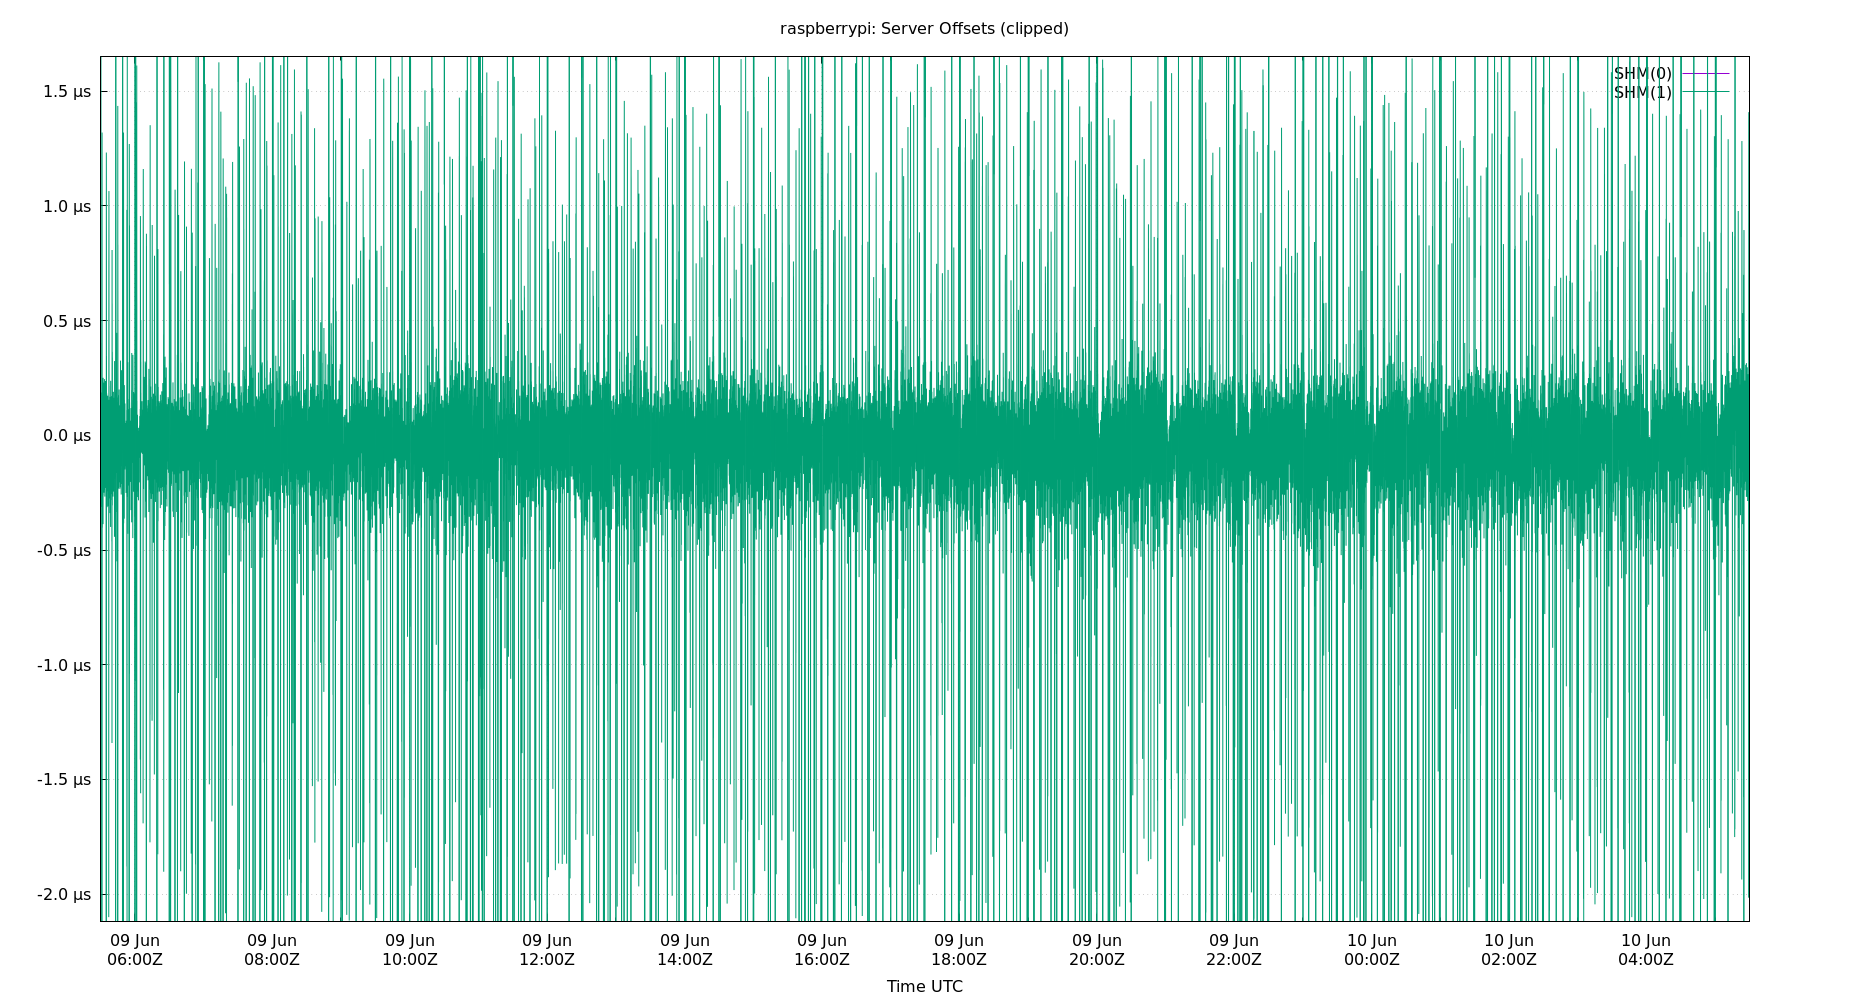 raspberrypi: Server Offsets (clipped)
SHM(0)
SHM(1)
1.5 µs
1.0 µs
0.5 µs
0.0 µs
-0.5 µs
-1.0 µs
-1.5 µs
-2.0 µs
09 Jun 09 Jun 09 Jun 09 Jun 09 Jun 09 Jun 09 Jun 09 Jun 09 Jun 10 Jun 10 Jun 10 Jun
06:00Z 08:00Z 10:00Z 12:00Z 14:00Z 16:00Z 18:00Z 20:00Z 22:00Z 00:00Z 02:00Z 04:00Z
Time UTC